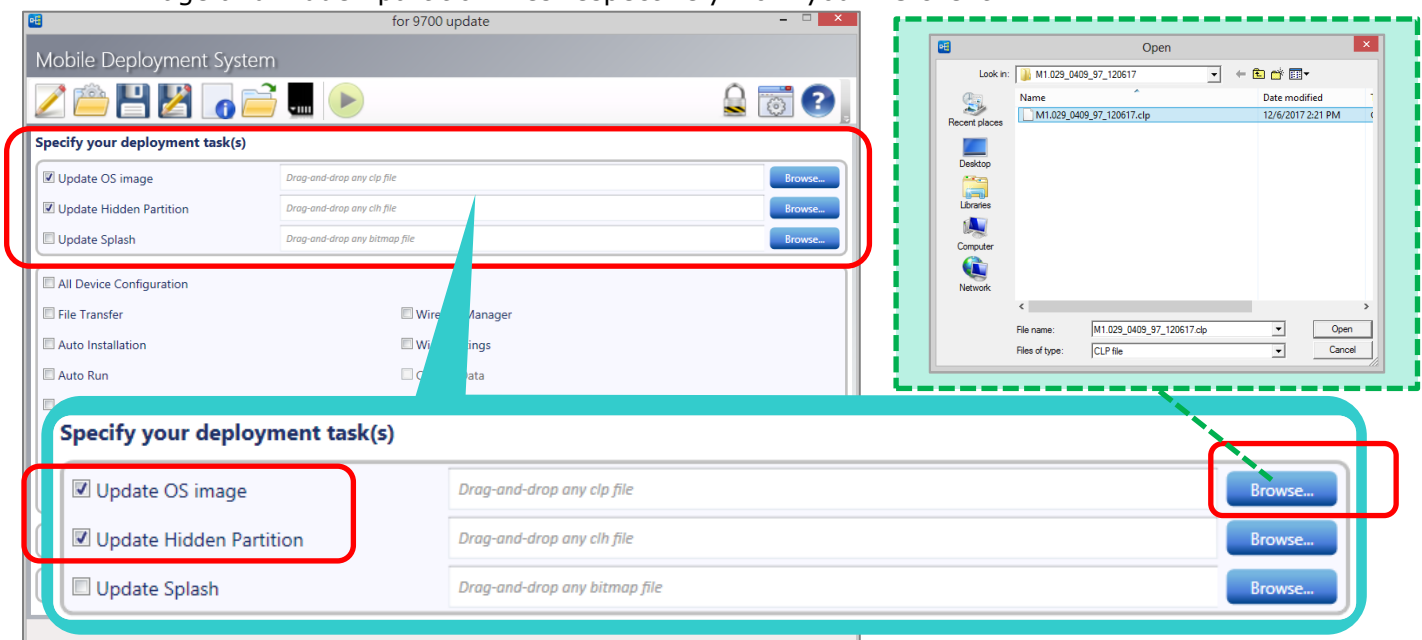 for 9700 update
Mobile Deployment System
Specify your deployment task(s)
Update OS image
Drag-and-drop any clp file
Browse...
Update Hidden Partition
Drag-and-drop any clh file
Browse...
Update Splash
Drag-and-drop any bitmap file
Browse...
All Device Configuration
File Transfer
Manager
Auto Installation
Auto Run
Specify your deployment task(s)
Update OS image
Drag-and-drop any clp file
Browse...
Update Hidden Partition
Drag-and-drop any clh file
Browse...
Update Splash
Drag-and-drop any bitmap file
Browse...
Open
Look in:
M1.029_0409_97_120617
Name
Date modified
M1.029_0409_97_120617.clp
12/6/2017 2:21 PM
Recent places
Desktop
Libraries
Computer
Network
File name:
M1.029_0409_97_120617.clp
Open
Files of type:
CLP file
Cancel